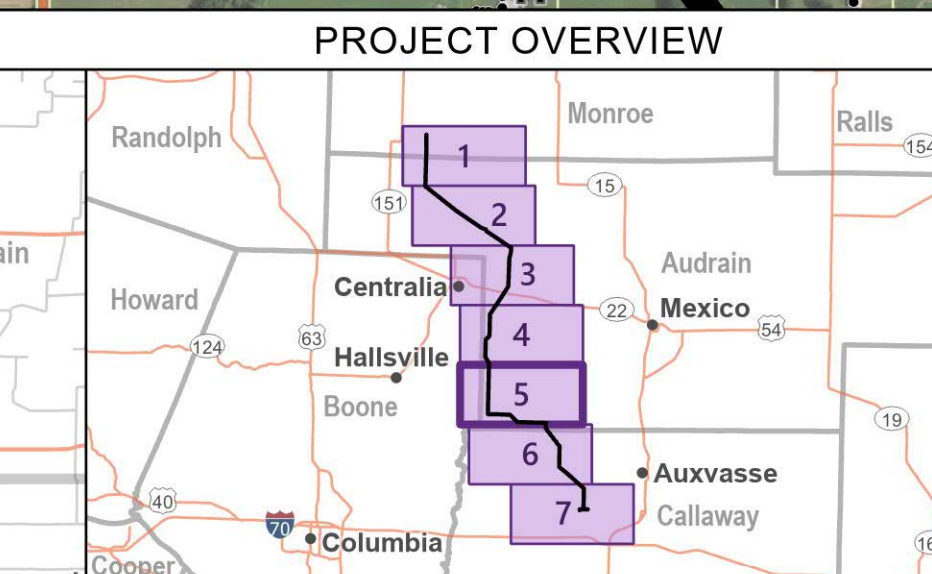 PROJECT OVERVIEW
Monroe
Randolph
Ralls
154
1
15
151
2
Audrain
3
Centralia
Howard
22
Mexico
63
54
4
124
Hallsville
5
Boone
19
6
Auxvasse
40
7
Callaway
70
Columbia
Cooper